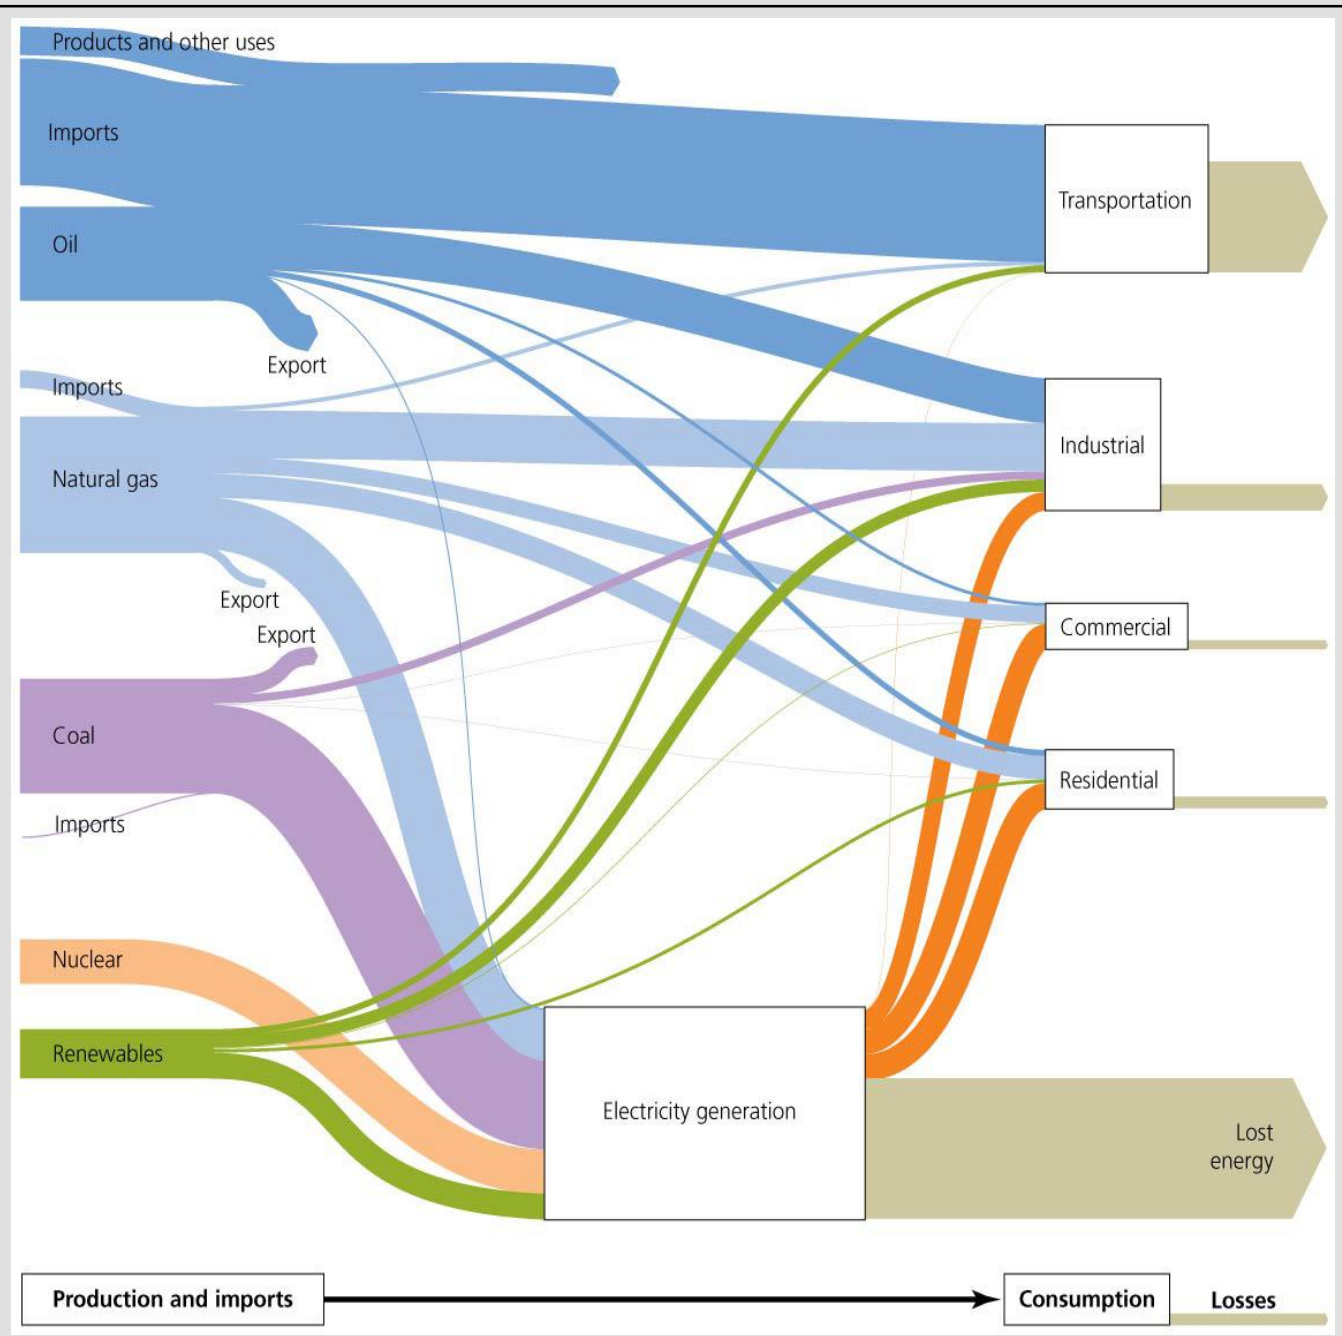 Products and other uses
Imports
Transportation
Oil
Export
Imports
Industrial
Natural gas
Export
Export
Commercial
Coal
Residential
Imports
Nuclear
Renewables
Electricity generation
Lost
energy
Production and imports
Consumption
Losses